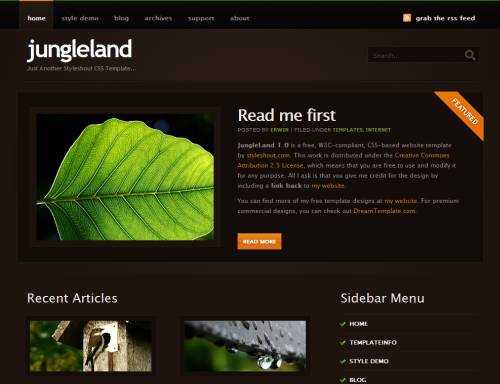 home style demo blog archives support about grab the rss feed
jungleland
Just Another Styleshout CSS Template...
Search...
FEATURED
Read me first
POSTED BY ERWIN | FILED UNDER TEMPLATES, INTERNET
JungleLand 1.0 is a free, W3C-compliant, CSS-based website template
by styleshout.com. This work is distributed under the Creative Commons
Attribution 2.5 License, which means that you are free to use and modify it
for any purpose. All I ask is that you give me credit for the design by
including a link back to my website.
You can find more of my free template designs at my website. For premium
commercial designs, you can check out DreamTemplate.com.
READ MORE
Recent Articles
Sidebar Menu
HOME
TEMPLATEINFO
STYLE DEMO
BLOG